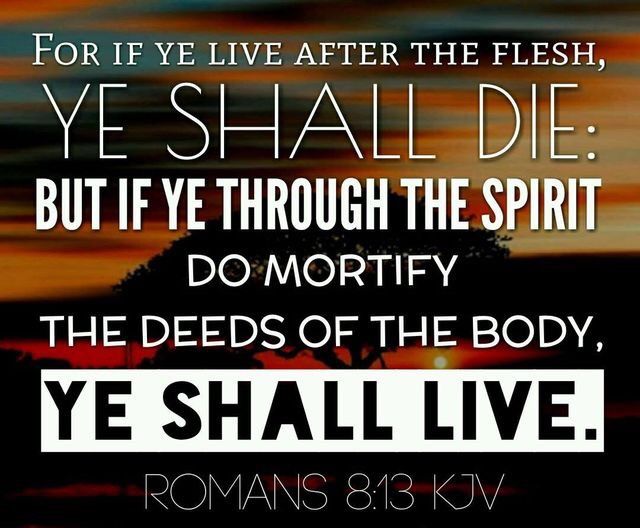 FOR IF YE LIVE AFTER THE FLESH,
YE SHALL DIE:
BUT IF YE THROUGH THE SPIRIT
DO MORTIFY
THE DEEDS OF THE BODY,
YE SHALL LIVE.
ROMANS 8:13 KJV